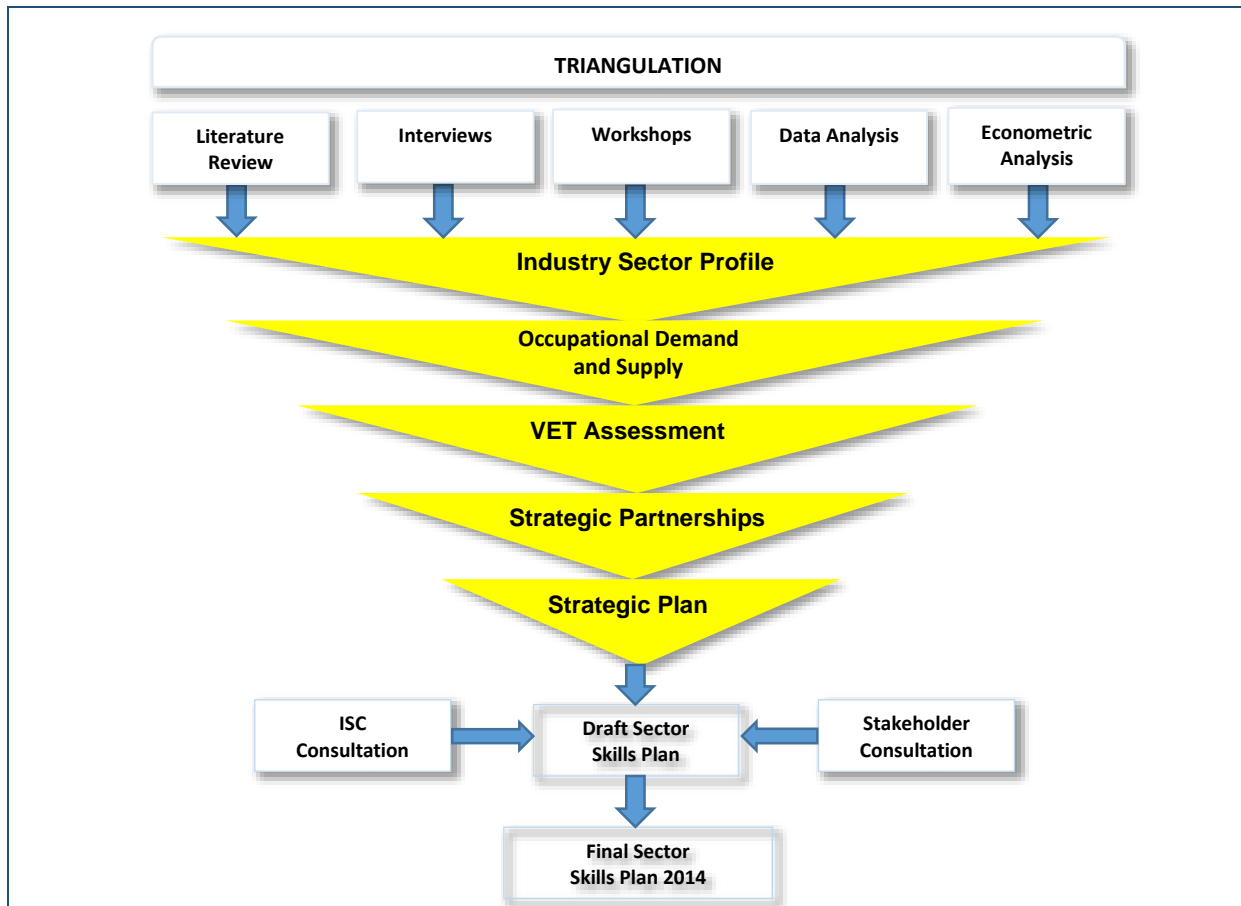 TRIANGULATION
Literature
Review
Interviews
Workshops
Data Analysis
Econometric
Analysis
Industry Sector Profile
Occupational Demand
and Supply
VET Assessment
Strategic Partnerships
Strategic Plan
ISC
Consultation
Draft Sector
Skills Plan
Stakeholder
Consultation
Final Sector
Skills Plan 2014